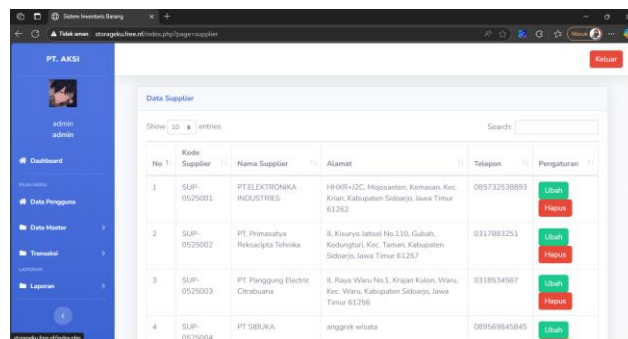 Sistem Inventaris Barang
Tidak aman storageku.free.nf/index.php?page=supplier
Masuk
PT. AKSI
Keluar
admin
admin
Dashboard
PILIH MENU:
Data Pengguna
Data Master
Transaksi
LAPORAN
Laporan
Data Supplier
Show 10 entries
Search:
No Kode Supplier Nama Supplier Alamat Telepon Pengaturan
1 SUP-0525001 PT.ELEKTRONIKA INDUSTRIES HHXR+J2C, Mojosanten, Kemasan, Kec. Krian, Kabupaten Sidoarjo, Jawa Timur 61262 085732538893 Ubah Hapus
2 SUP-0525002 PT. Primasatya Reksacipta Tehnika Jl. Kisuryo Jatisel No.110, Gubah, Kedungturi, Kec. Taman, Kabupaten Sidoarjo, Jawa Timur 61257 0317883251 Ubah Hapus
3 SUP-0525003 PT. Panggung Electric Citrabuana Jl. Raya Waru No.1, Krajan Kulon, Waru, Kec. Waru, Kabupaten Sidoarjo, Jawa Timur 61256 0318534567 Ubah Hapus
4 SUP-0525004 PT SIBUKA anggrek wisata 089569845845 Ubah